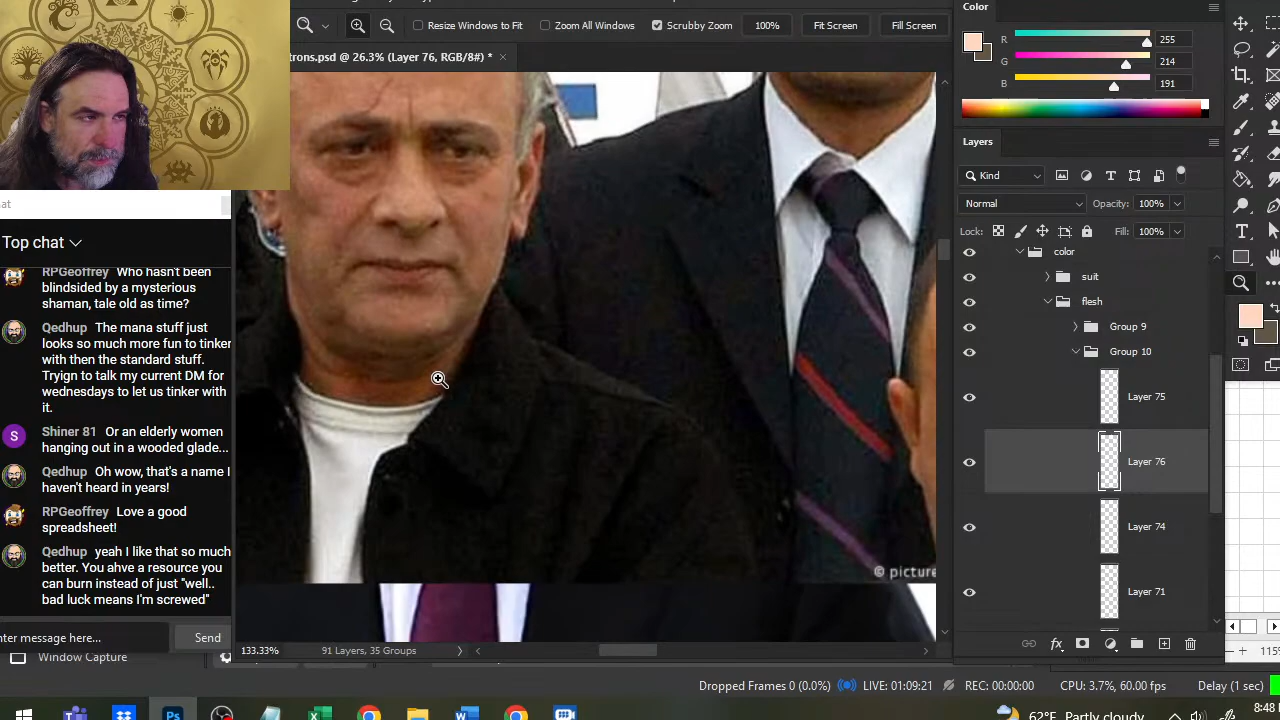 Resize Windows to Fit Zoom All Windows Scrubby Zoom 100% Fit Screen Fill Screen
trons.psd @ 26.3% (Layer 76, RGB/8#) * ×
Color
R 255
G 214
B 191
Layers
Kind
Normal Opacity: 100%
Lock: Fill: 100%
color
suit
flesh
Group 9
Group 10
Layer 75
Layer 76
Layer 74
Layer 71
fx
© picture
133.33% 91 Layers, 35 Groups
at
Top chat
RPGeoffrey Who hasn't been
blindsided by a mysterious
shaman, tale old as time?
Qedhup The mana stuff just
looks so much more fun to tinker
with then the standard stuff.
Tryign to talk my current DM for
wednesdays to let us tinker with
it.
S Shiner 81 Or an elderly women
hanging out in a wooded glade...
Qedhup Oh wow, that's a name I
haven't heard in years!
RPGeoffrey Love a good
spreadsheet!
Qedhup yeah I like that so much
better. You ahve a resource you
can burn instead of just "well..
bad luck means I'm screwed"
nter message here... Send
Window Capture
115%
Dropped Frames 0 (0.0%) LIVE: 01:09:21 REC: 00:00:00 CPU: 3.7%, 60.00 fps Delay (1 sec)
Ps 62°F Partly cloudy 8:48